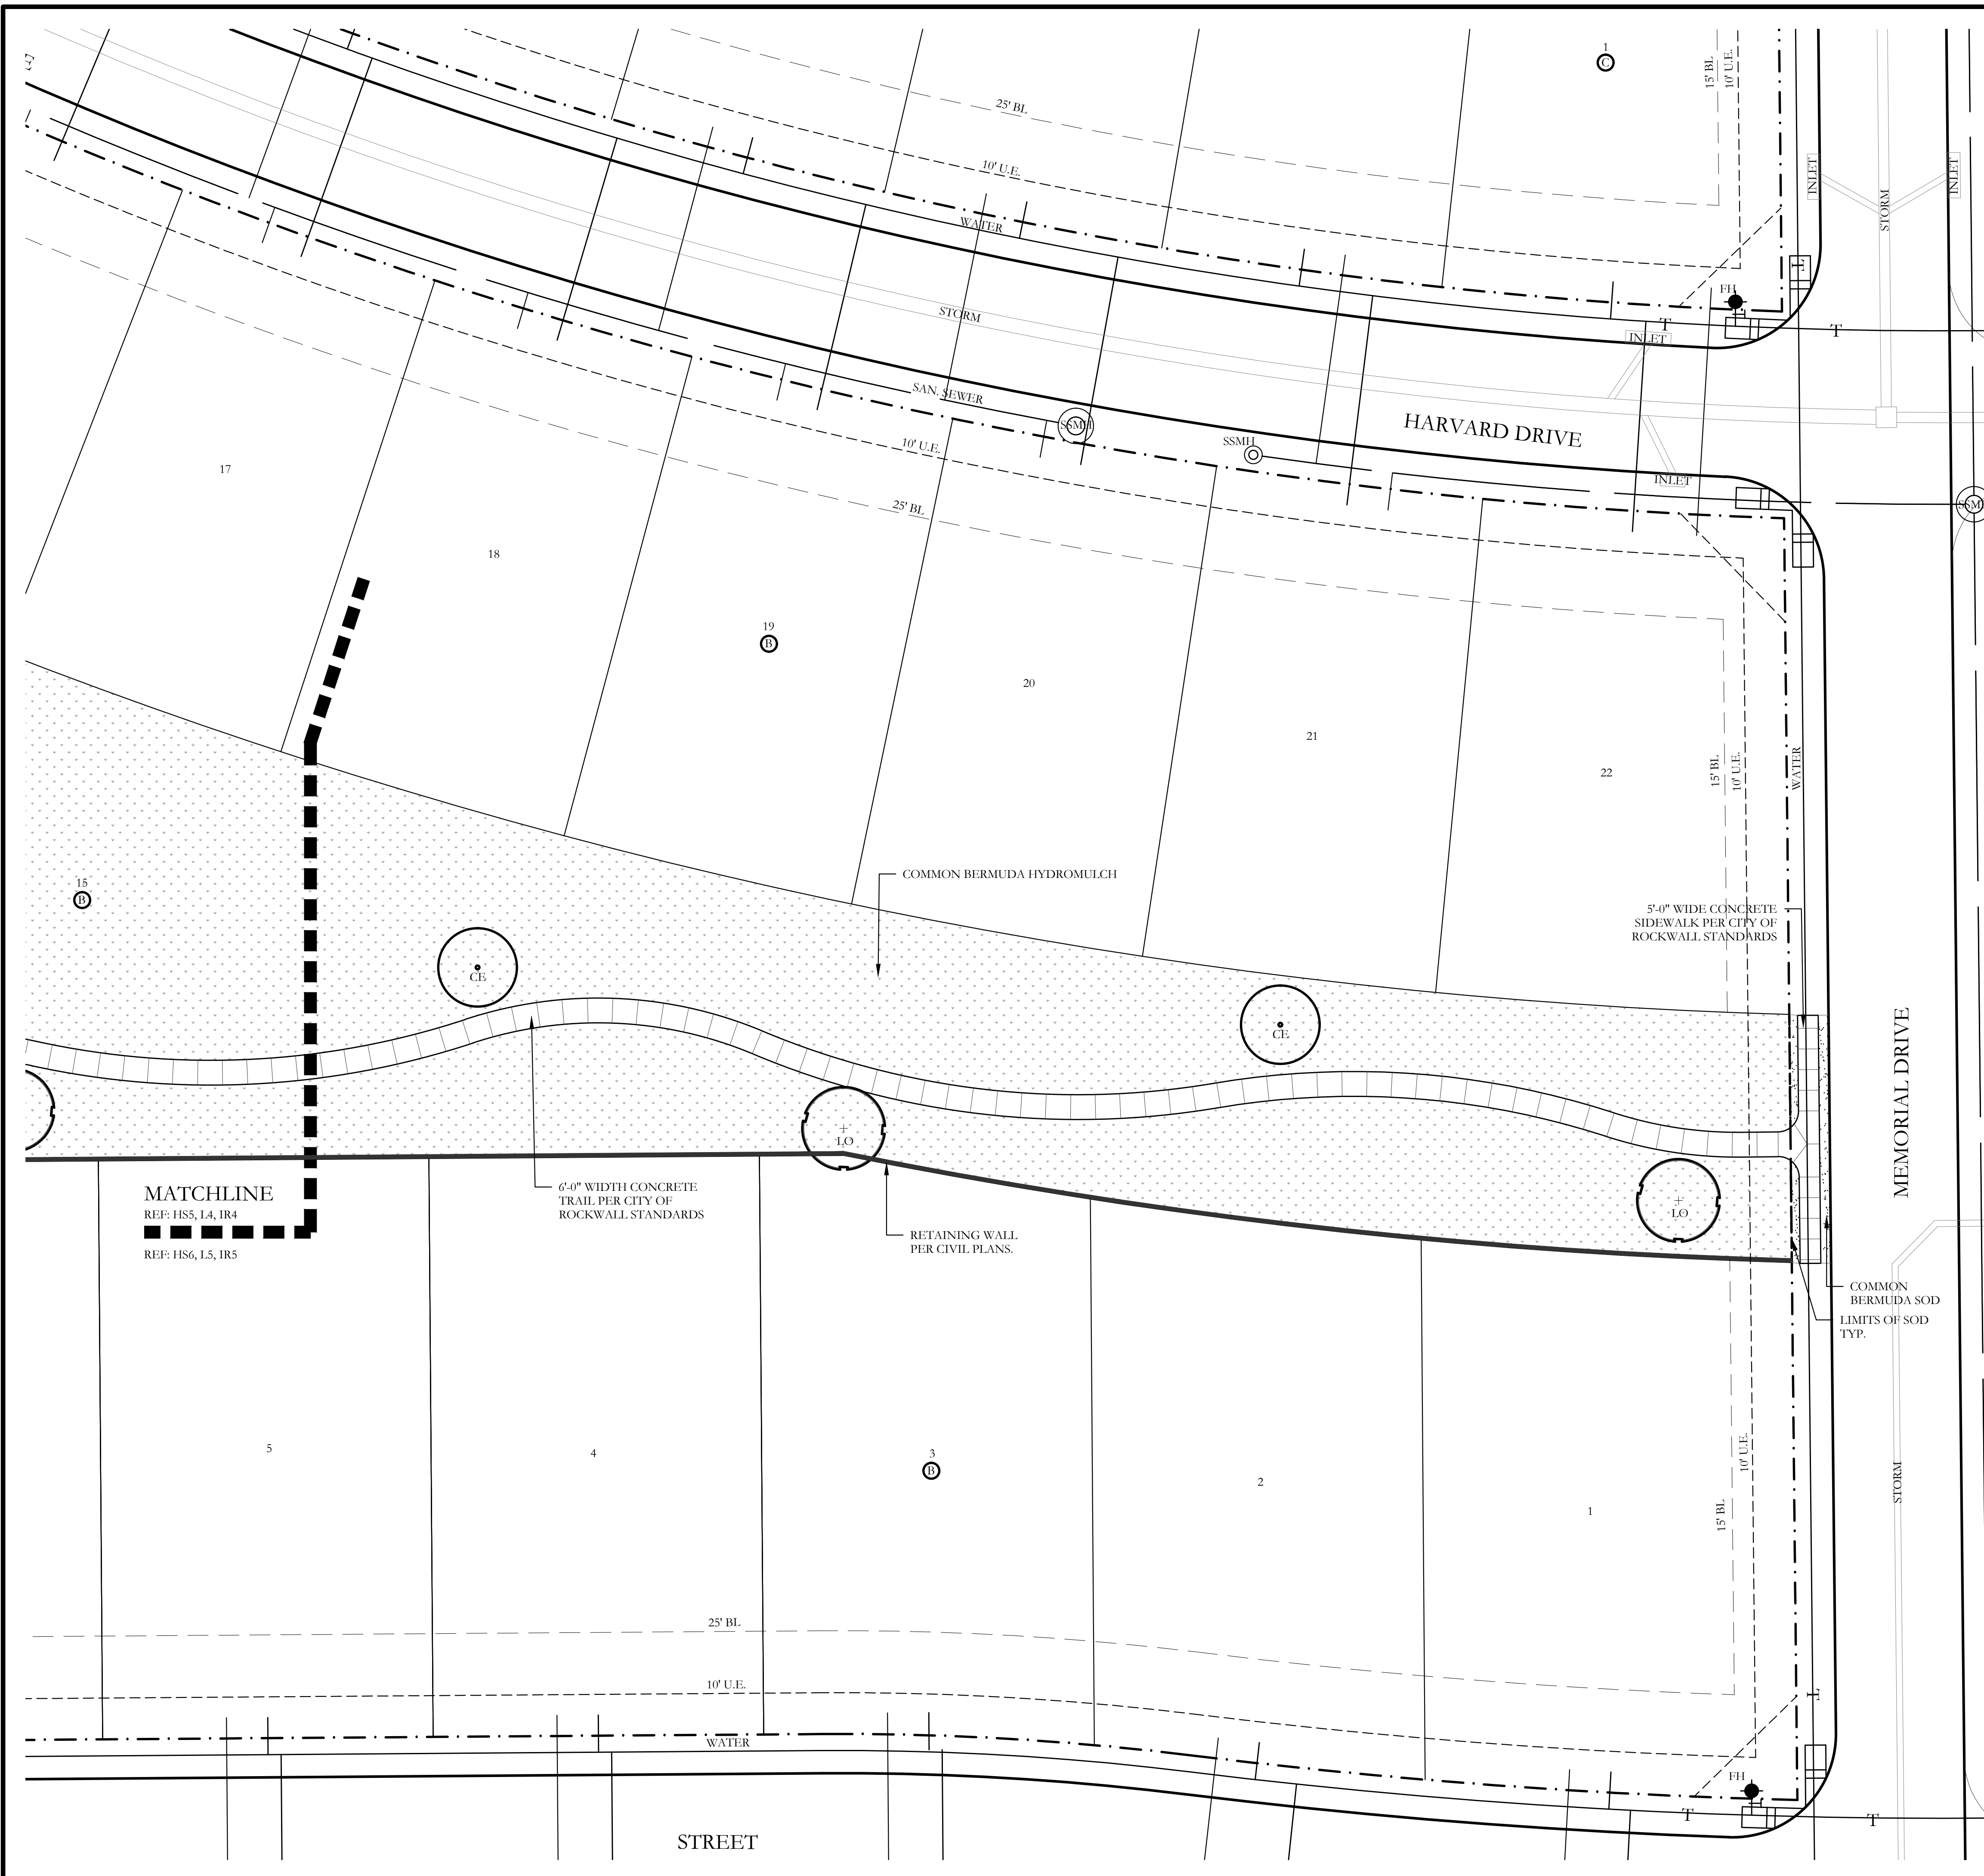 E
1
C
15' BL
10' U.E.
25' BL
10' U.E.
INLET
INLET
STORM
WATER
T
FH
STORM
T
T
INLET
SAN. SEWER
SSMH
HARVARD DRIVE
SSMH
10' U.E.
17
INLET
25' BL
18
19
B
20
21
22
15' BL
10' U.E.
WATER
15
B
COMMON BERMUDA HYDROMULCH
5'-0" WIDE CONCRETE
SIDEWALK PER CITY OF
ROCKWALL STANDARDS
CE
CE
MEMORIAL DRIVE
LO
LO
MATCHLINE
REF: HS5, L4, IR4
REF: HS6, L5, IR5
6'-0" WIDTH CONCRETE
TRAIL PER CITY OF
ROCKWALL STANDARDS
RETAINING WALL
PER CIVIL PLANS.
COMMON
BERMUDA SOD
LIMITS OF SOD
TYP.
5
4
3
B
2
1
10' U.E.
15' BL
STORM
25' BL
10' U.E.
WATER
T
FH
T
T
STREET